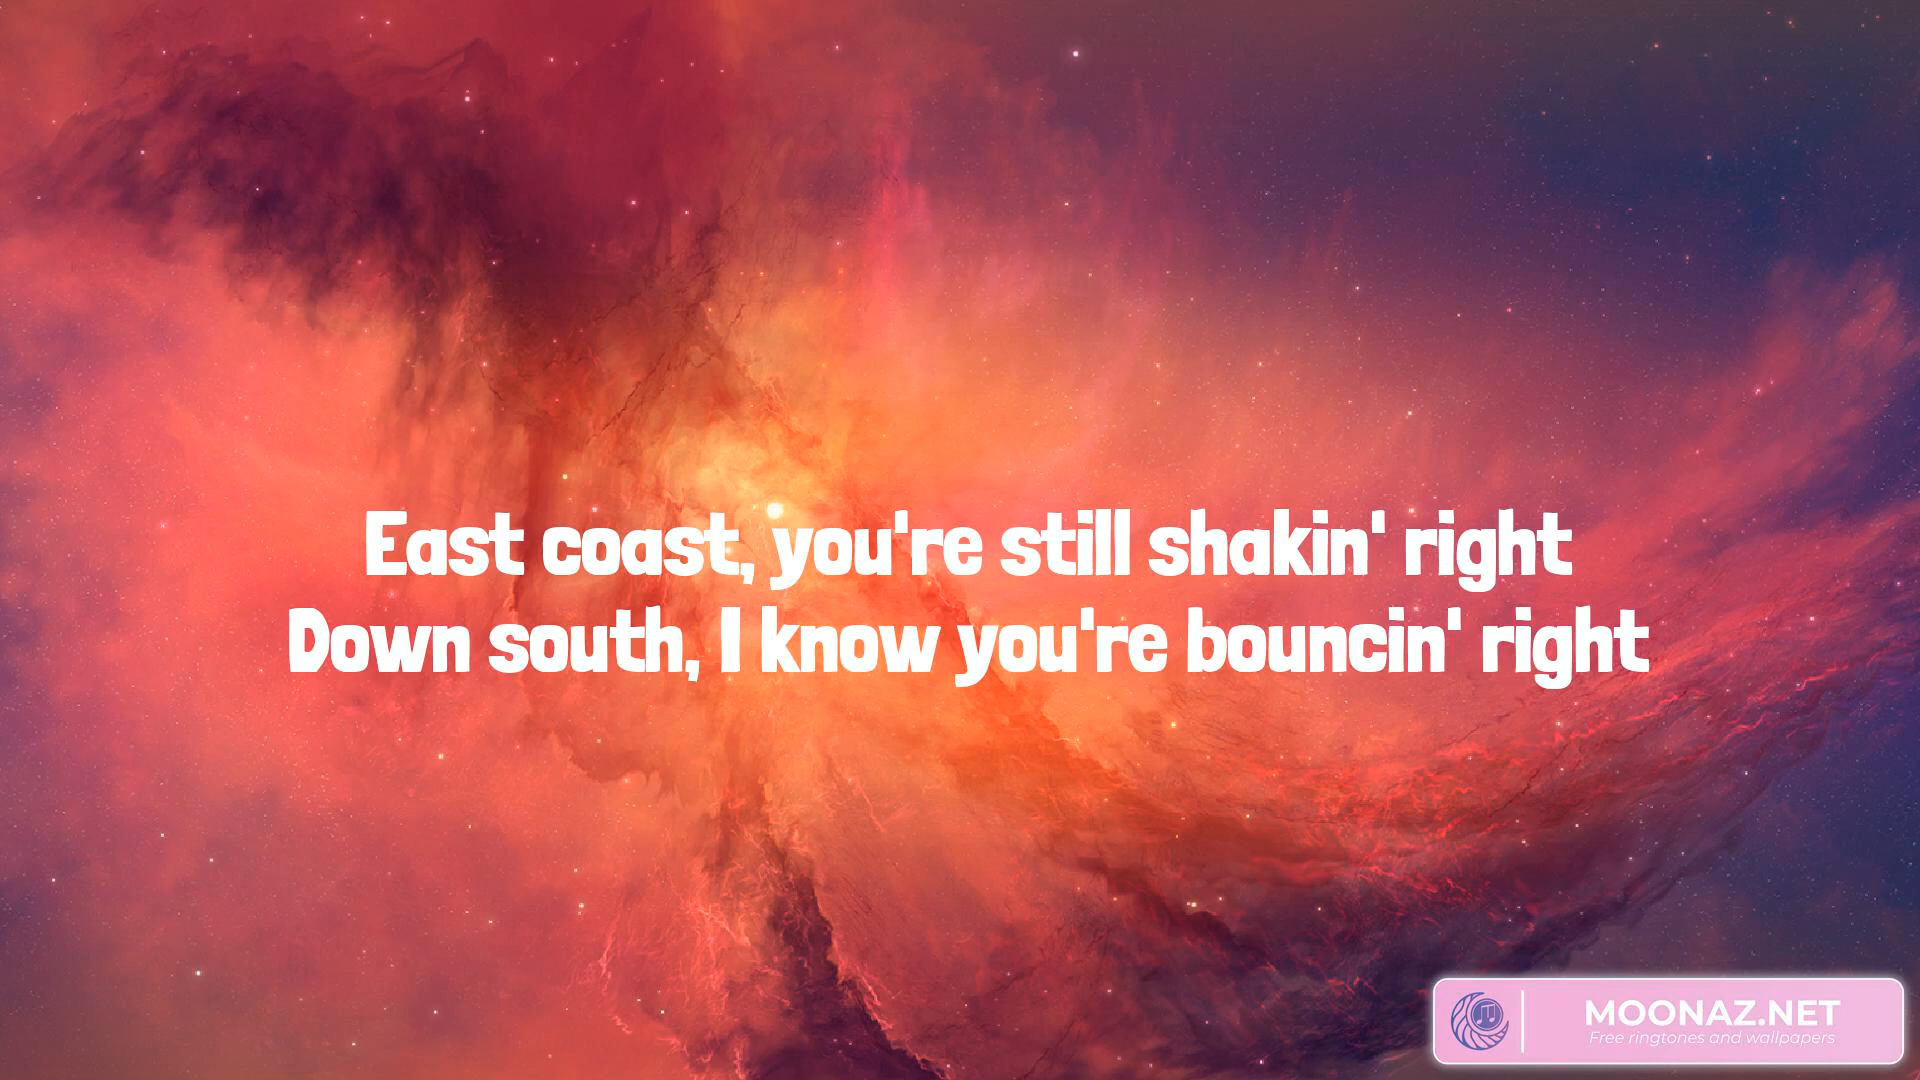 East coast, you're still shakin' right
Down south, I know you're bouncin' right
MOONAZ.NET
Free ringtones and wallpapers